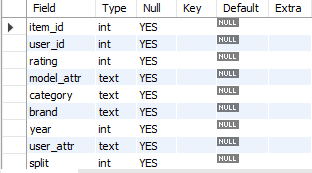 Field Type Null Key Default Extra
item_id int YES NULL
user_id int YES NULL
rating int YES NULL
model_attr text YES NULL
category text YES NULL
brand text YES NULL
year int YES NULL
user_attr text YES NULL
split int YES NULL